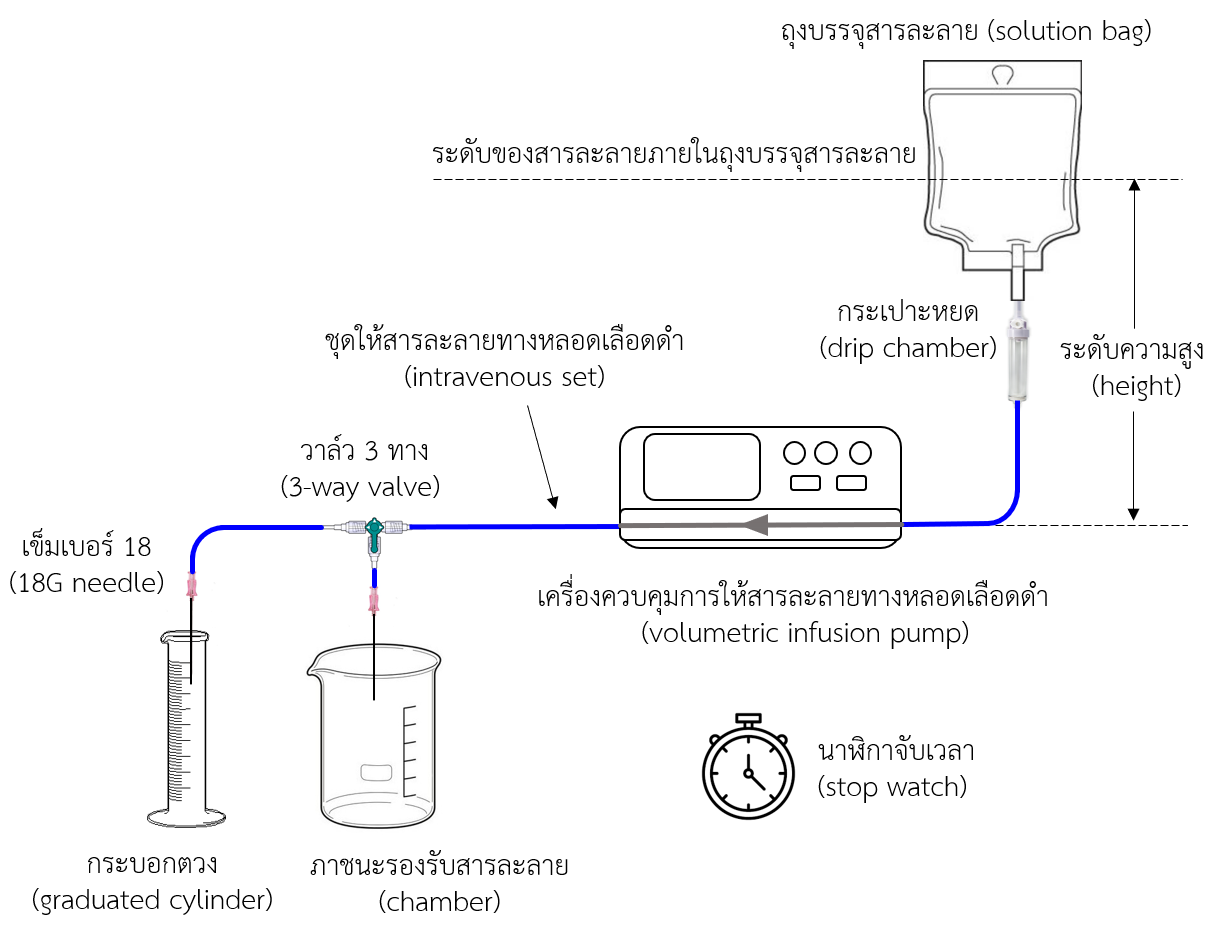 ถุงบรรจุสารละลาย (solution bag)
ระดับของสารละลายภายในถุงบรรจุสารละลาย
กระเปาะหยด
(drip chamber)
ระดับความสูง
(height)
ชุดให้สารละลายทางหลอดเลือดดำ
(intravenous set)
วาล์ว 3 ทาง
(3-way valve)
เข็มเบอร์ 18
(18G needle)
เครื่องควบคุมการให้สารละลายทางหลอดเลือดดำ
(volumetric infusion pump)
นาฬิกาจับเวลา
(stop watch)
กระบอกตวง
(graduated cylinder)
ภาชนะรองรับสารละลาย
(chamber)